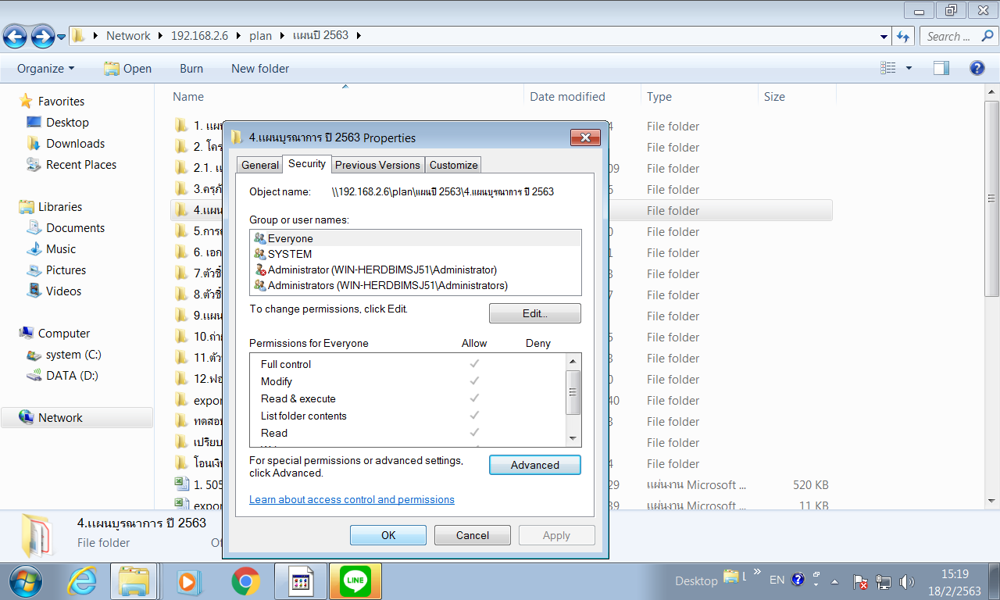 Network 192.168.2.6 plan แผนปี 2563
Search ...
Organize Open Burn New folder
Name Date modified Type Size
Favorites
Desktop
Downloads
Recent Places
Libraries
Documents
Music
Pictures
Videos
Computer
system (C:)
DATA (D:)
Network
1. แผน 4 File folder
2. โคร File folder
2.1. แ 09 File folder
3.ครุภั 5 File folder
4.แผน File folder
5.การ 0 File folder
6. เอก 1 File folder
7.ตัวชี้ 3 File folder
8.ตัวชี้ 7 File folder
9.แผน File folder
10.ถ่าย 5 File folder
11.ตัว 3 File folder
12.ฟอ 0 File folder
expor 40 File folder
ทดสอบ 3 File folder
เปรียบ File folder
โอนเงิน 4 File folder
1. 505 29 แผ่นงาน Microsoft ... 520 KB
expor 39 แผ่นงาน Microsoft ... 11 KB
4.แผนบูรณาการ ปี 2563 Properties
General Security Previous Versions Customize
Object name: \\192.168.2.6\plan\แผนปี 2563\4.แผนบูรณาการ ปี 2563
Group or user names:
Everyone
SYSTEM
Administrator (WIN-HERDBIMSJ51\Administrator)
Administrators (WIN-HERDBIMSJ51\Administrators)
To change permissions, click Edit.
Edit...
Permissions for Everyone Allow Deny
Full control
Modify
Read & execute
List folder contents
Read
For special permissions or advanced settings,
click Advanced.
Advanced
Learn about access control and permissions
OK Cancel Apply
4.แผนบูรณาการ ปี 2563
File folder
LINE
Desktop L » EN
15:19
18/2/2563